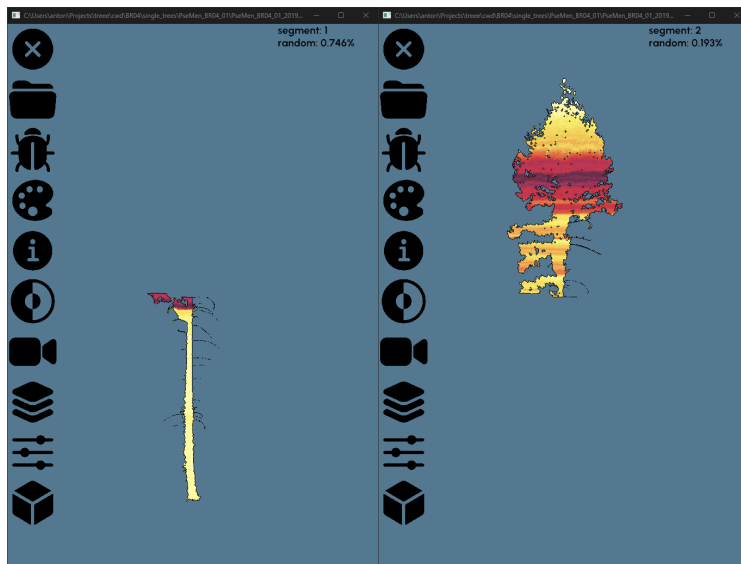 C:\Users\anton\Projects\treee\cwd\BR04\single_trees\PseMen_BR04_01\PseMen_BR04_01_2019...
segment: 1
random: 0.746%
C:\Users\anton\Projects\treee\cwd\BR04\single_trees\PseMen_BR04_01\PseMen_BR04_01_2019...
segment: 2
random: 0.193%